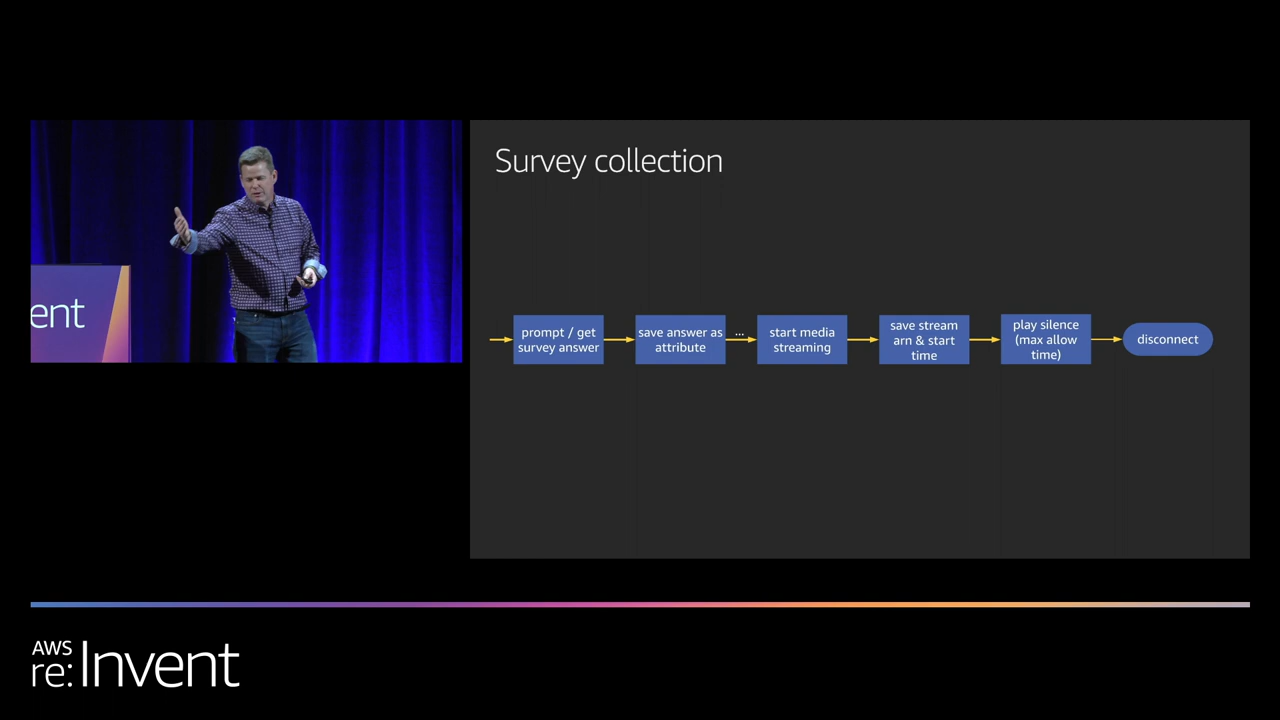 Survey collection
prompt / get
survey answer
save answer as
attribute
...
start media
streaming
save stream
arn & start
time
play silence
(max allow
time)
disconnect
ent
AWS
re:Invent